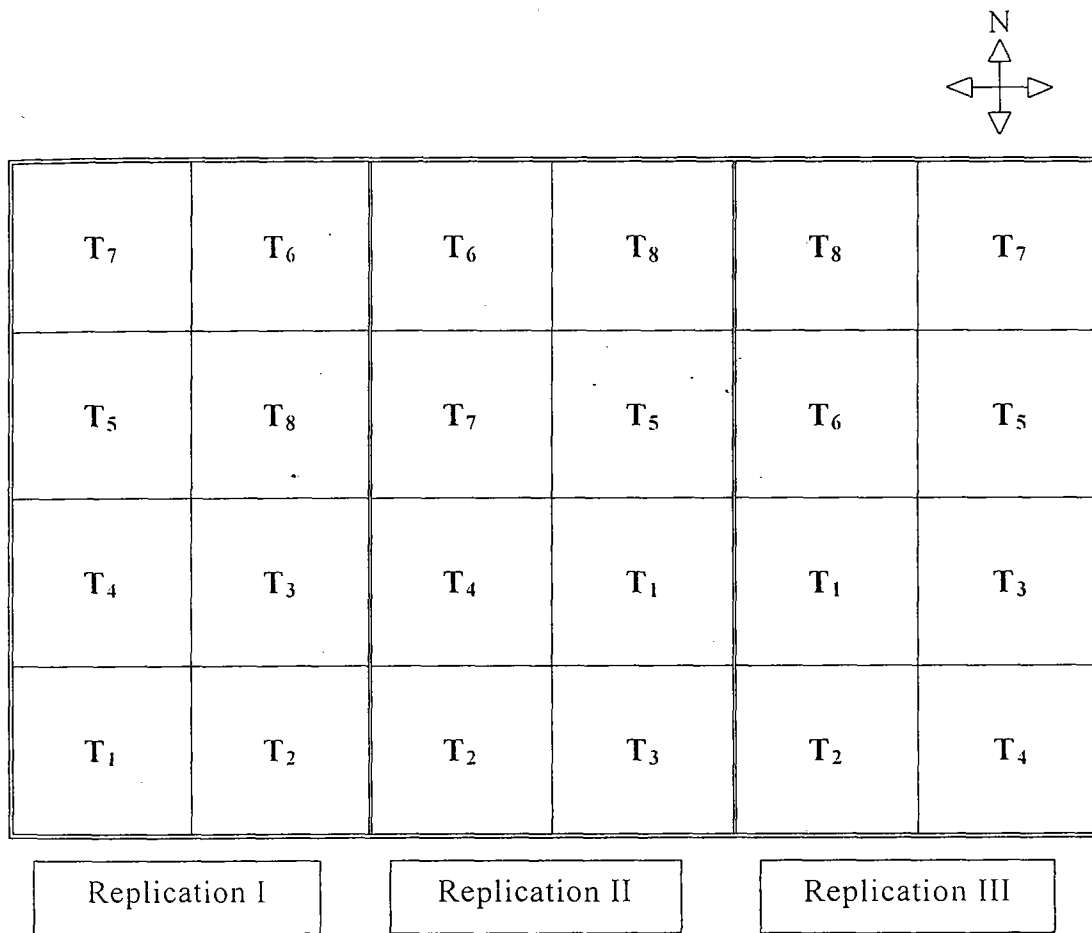 N
T₇ T₆ T₆ T₈ T₈ T₇
T₅ T₈ T₇ T₅ T₆ T₅
T₄ T₃ T₄ T₁ T₁ T₃
T₁ T₂ T₂ T₃ T₂ T₄
Replication I Replication II Replication III